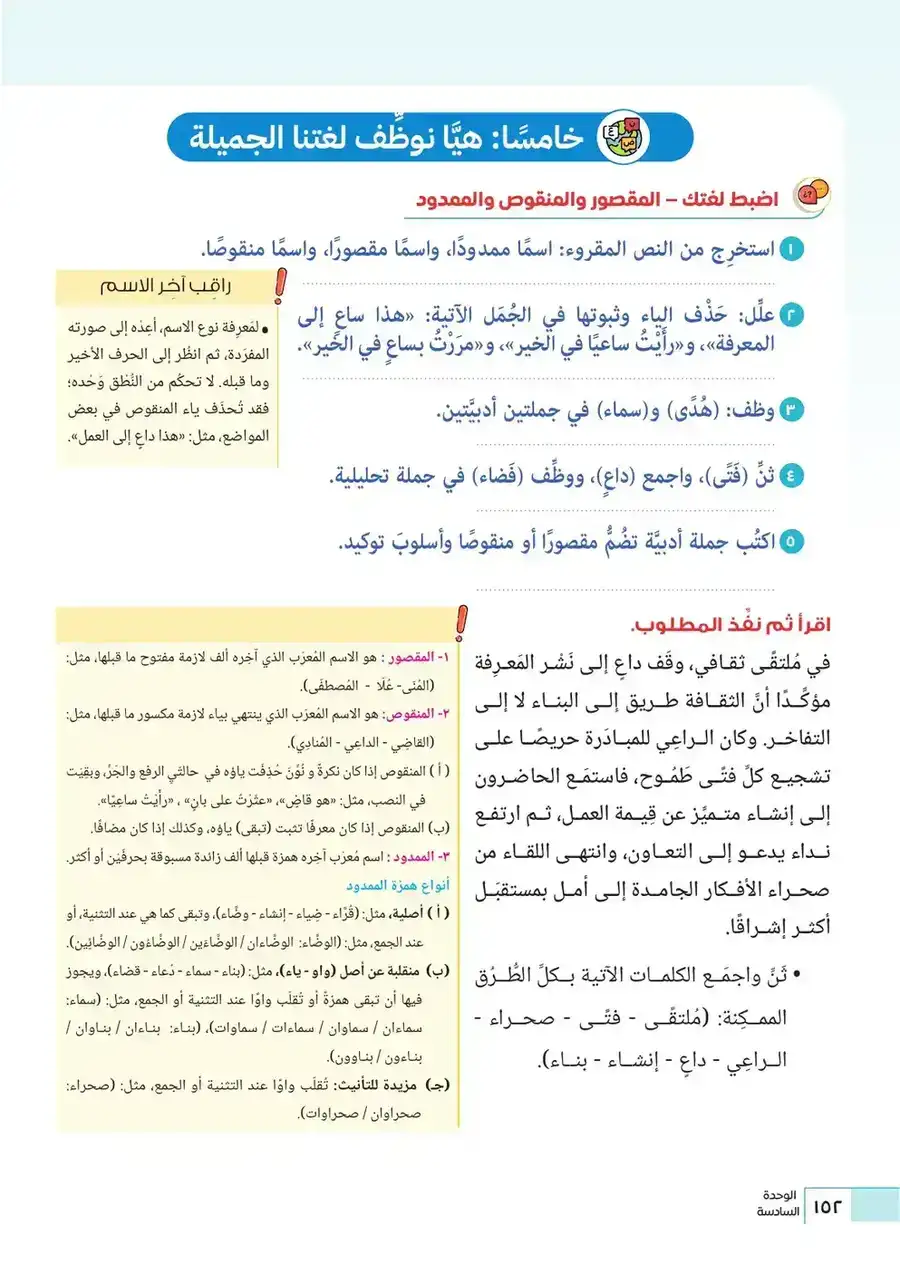 خامسًا: هيَّا نوظِّف لغتنا الجميلة
اضبط لغتك – المقصور والمنقوص والممدود
١ استخرِج من النص المقروء: اسمًا ممدودًا، واسمًا مقصورًا، واسمًا منقوصًا.
٢ علِّل: حَذْف الياء وثبوتها في الجُمَل الآتية: «هذا ساعٍ إلى
المعرفة»، و«رأَيْتُ ساعيًا في الخير»، و«مرَرْتُ بساعٍ في الخير».
٣ وظف: (هُدًى) و(سماء) في جملتين أدبيَّتين.
٤ ثنِّ (فَتًى)، واجمع (داعٍ)، ووظِّف (فَضاء) في جملة تحليلية.
٥ اكتُب جملة أدبيَّة تضُمُّ مقصورًا أو منقوصًا وأسلوبَ توكيد.
راقِب آخِر الاسم
• لمَعرِفة نوع الاسم، أعِدْه إلى صورته
المفرَدة، ثم انظُر إلى الحرف الأخير
وما قبله. لا تحكُم من النُّطْق وَحْده؛
فقد تُحذَف ياء المنقوص في بعض
المواضع، مثل: «هذا داعٍ إلى العمل».
اقرأ ثم نفِّذ المطلوب.
في مُلتقًى ثقافي، وقَف داعٍ إلى نَشْر المَعرِفة
مؤكِّدًا أنَّ الثقافة طريق إلى البناء لا إلى
التفاخر. وكان الراعِي للمبادَرة حريصًا على
تشجيع كلِّ فتًى طَمُوح، فاستمَع الحاضرون
إلى إنشاء متميِّز عن قِيمة العمل، ثم ارتفع
نداء يدعو إلى التعاون، وانتهى اللقاء من
صحراء الأفكار الجامدة إلى أمل بمستقبَل
أكثر إشراقًا.
• ثَنِّ واجمَع الكلمات الآتية بكلِّ الطُّرُق
الممكِنة: (مُلتقًى - فتًى - صحراء -
الراعِي - داعٍ - إنشاء - بناء).
١- المقصور : هو الاسم المُعرَب الذي آخِره ألف لازمة مفتوح ما قبلها، مثل:
(المُنَى- عُلَا - المُصطفَى).
٢- المنقوص: هو الاسم المُعرَب الذي ينتهي بياء لازمة مكسور ما قبلها، مثل:
(القاضِي - الداعِي - المُنادِي).
( أ ) المنقوص إذا كان نكرةً و نُوِّنَ حُذِفت ياؤه في حالتَيِ الرفع والجَرِّ، وبقِيَت
في النصب، مثل: «هو قاضٍ»، «عثَرْتُ على بانٍ» ، «رأيْتُ ساعيًا».
(ب) المنقوص إذا كان معرفًا تثبت (تبقى) ياؤه، وكذلك إذا كان مضافًا.
٣- الممدود : اسم مُعرَب آخِره همزة قبلها ألف زائدة مسبوقة بحرفَيْن أو أكثر.
أنواع همزة الممدود
( أ ) أصلية، مثل: (قُرَّاء - ضِياء - إنشاء - وضَّاء)، وتبقى كما هي عند التثنية، أو
عند الجمع، مثل: (الوضَّاء: الوضَّاءان / الوضَّاءَين / الوضَّاءُون / الوضَّائِين).
(ب) منقلبة عن أصل (واو - ياء)، مثل: (بناء - سماء - دُعاء - قضاء)، ويجوز
فيها أن تبقى همزةً أو تُقلَب واوًا عند التثنية أو الجمع، مثل: (سماء:
سماءان / سماوان / سماءات / سماوات)، (بناء: بناءان / بناوان /
بناءون / بناوون).
(جـ) مزيدة للتأنيث: تُقلَب واوًا عند التثنية أو الجمع، مثل: (صحراء:
صحراوان / صحراوات).
الوحدة
السادسة
١٥٢